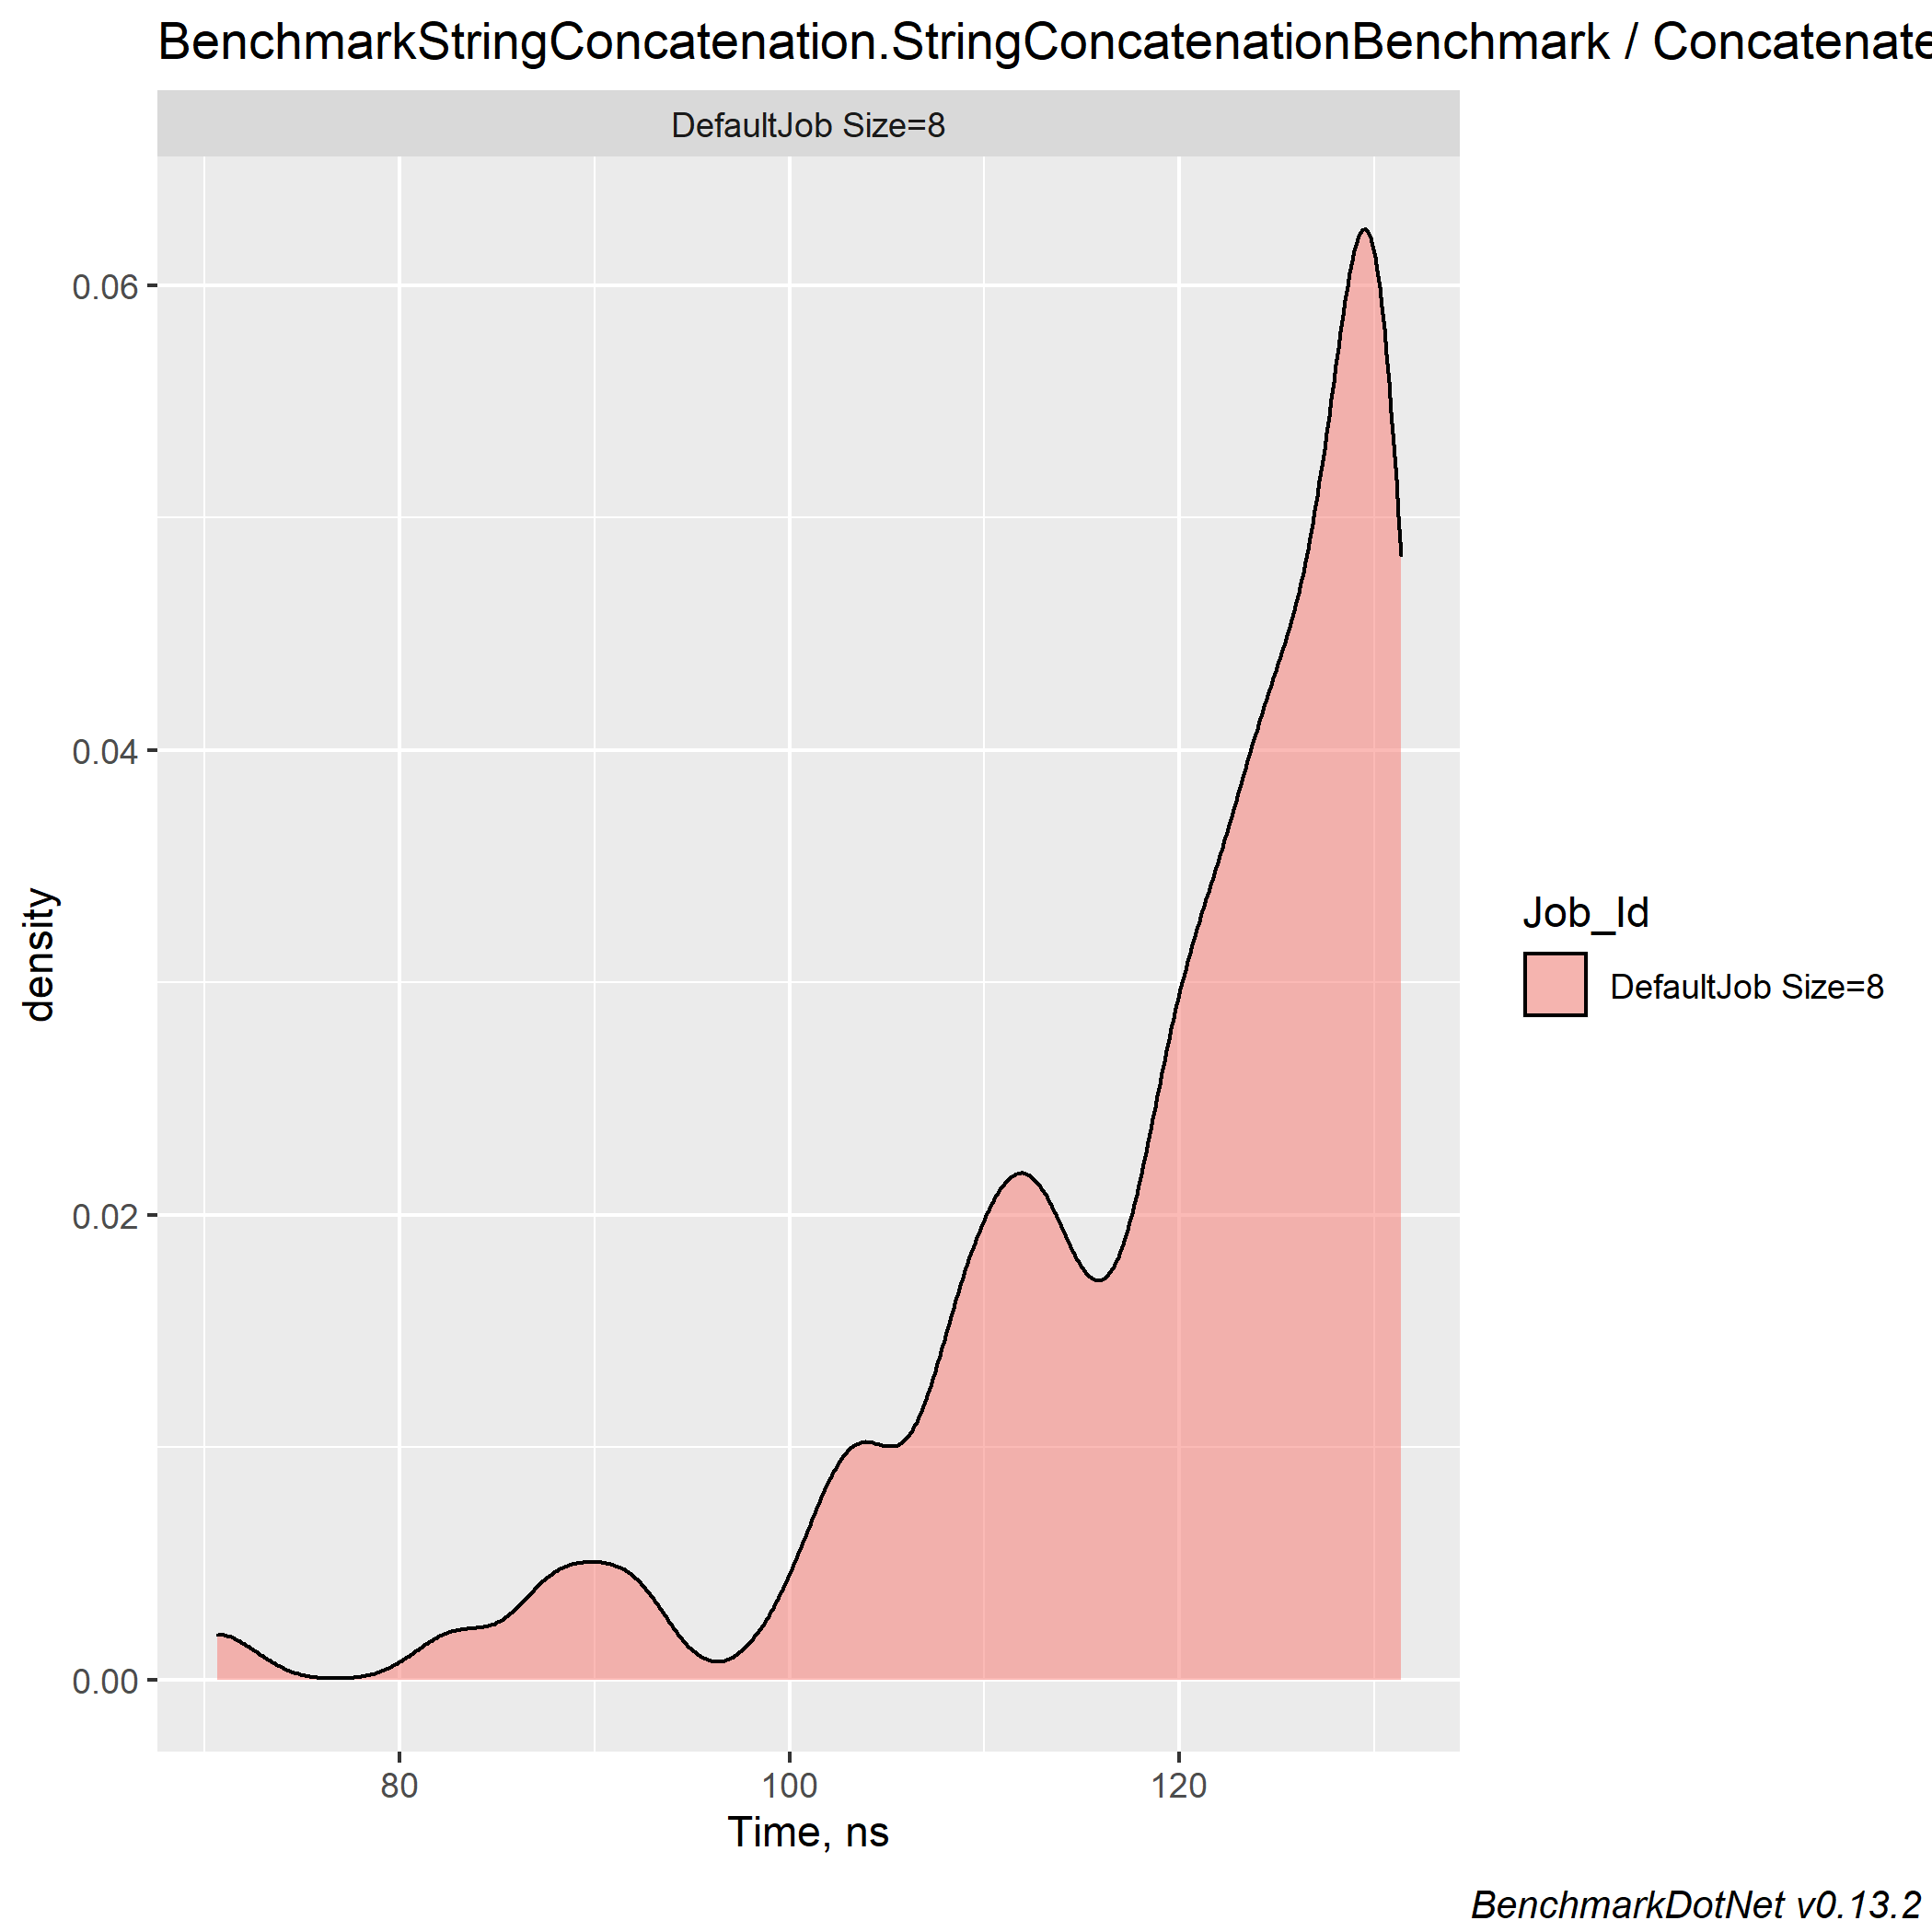 BenchmarkStringConcatenation.StringConcatenationBenchmark / Concatenate
DefaultJob Size=8
0.06
0.04
0.02
0.00
density
80 100 120
Time, ns
Job_Id
DefaultJob Size=8
BenchmarkDotNet v0.13.2